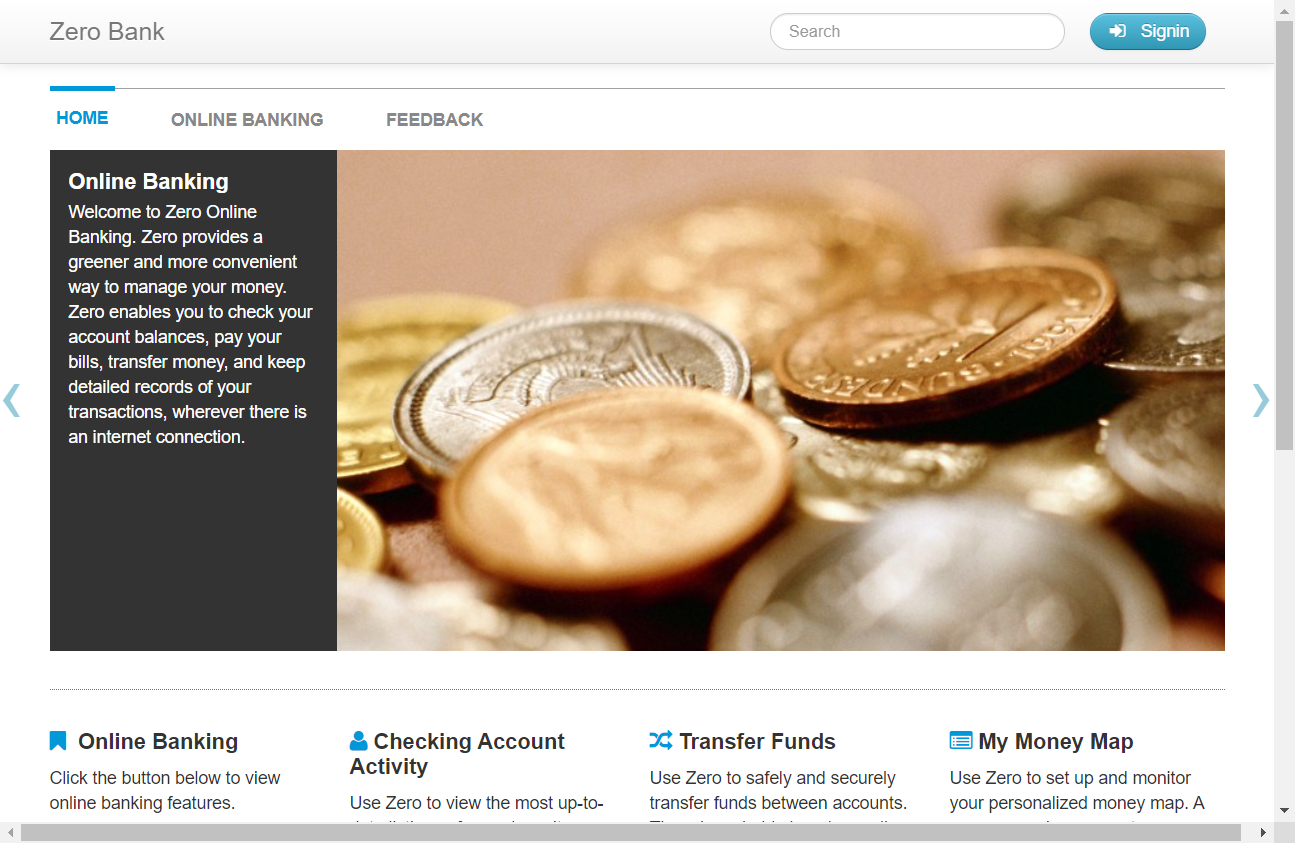 Zero Bank
Search
Signin
HOME
ONLINE BANKING
FEEDBACK
Online Banking
Welcome to Zero Online
Banking. Zero provides a
greener and more convenient
way to manage your money.
Zero enables you to check your
account balances, pay your
bills, transfer money, and keep
detailed records of your
transactions, wherever there is
an internet connection.
Online Banking
Click the button below to view
online banking features.
Checking Account
Activity
Use Zero to view the most up-to-
Transfer Funds
Use Zero to safely and securely
transfer funds between accounts.
My Money Map
Use Zero to set up and monitor
your personalized money map. A